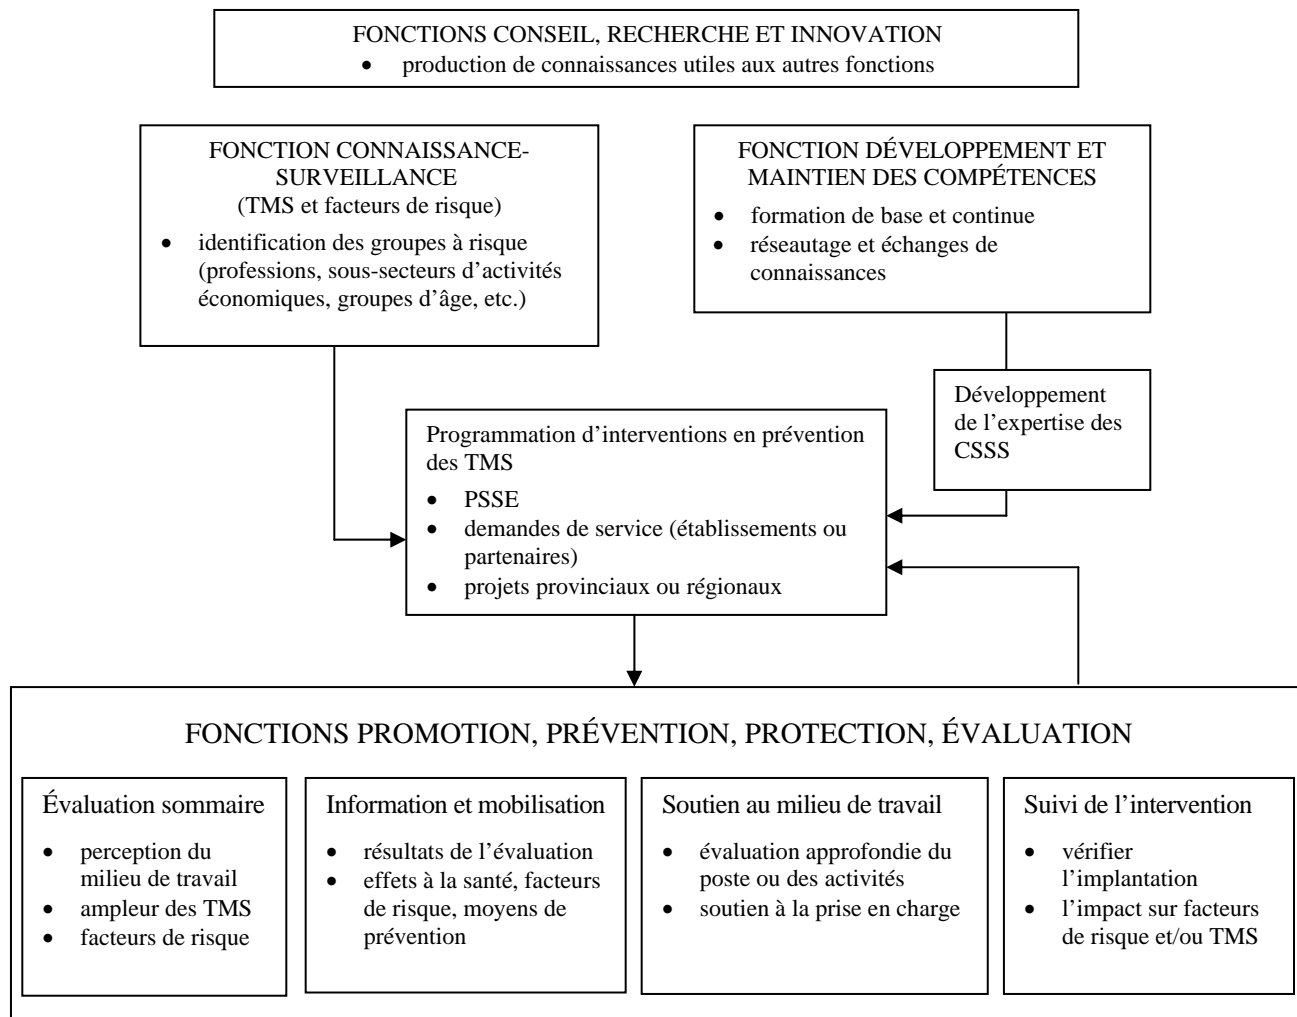 FONCTIONS CONSEIL, RECHERCHE ET INNOVATION
• production de connaissances utiles aux autres fonctions
FONCTION CONNAISSANCE-
SURVEILLANCE
(TMS et facteurs de risque)
• identification des groupes à risque
(professions, sous-secteurs d’activités
économiques, groupes d’âge, etc.)
FONCTION DÉVELOPPEMENT ET
MAINTIEN DES COMPÉTENCES
• formation de base et continue
• réseautage et échanges de
connaissances
Développement
de l’expertise des
CSSS
Programmation d’interventions en prévention
des TMS
• PSSE
• demandes de service (établissements ou
partenaires)
• projets provinciaux ou régionaux
FONCTIONS PROMOTION, PRÉVENTION, PROTECTION, ÉVALUATION
Évaluation sommaire
• perception du
milieu de travail
• ampleur des TMS
• facteurs de risque
Information et mobilisation
• résultats de l’évaluation
• effets à la santé, facteurs
de risque, moyens de
prévention
Soutien au milieu de travail
• évaluation approfondie du
poste ou des activités
• soutien à la prise en charge
Suivi de l’intervention
• vérifier
l’implantation
• l’impact sur facteurs
de risque et/ou TMS